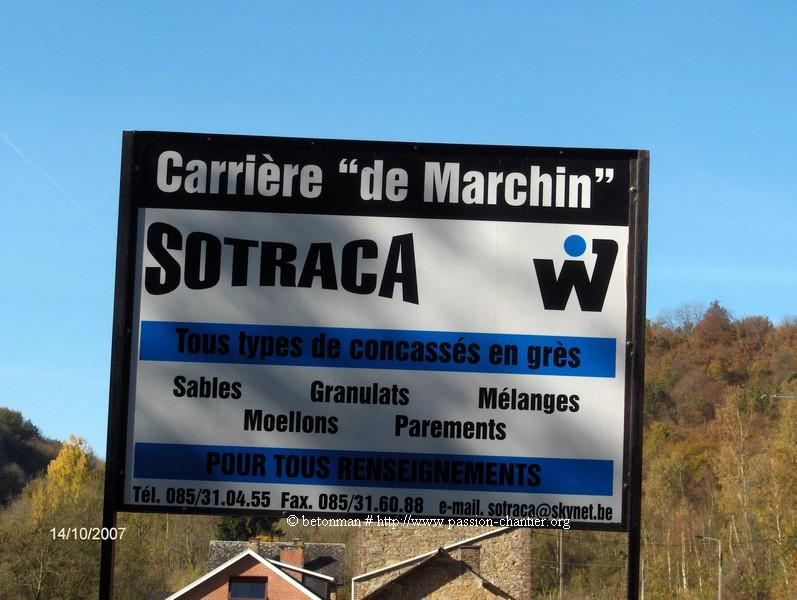 Carrière “de Marchin”
SOTRACA
W
Tous types de concassés en grès
Sables Granulats Mélanges
Moellons Parements
POUR TOUS RENSEIGNEMENTS
Tél. 085/31.04.55 Fax. 085/31.60.88 e-mail. sotraca@skynet.be
© betonman # http://www.passion-chantier.org
14/10/2007